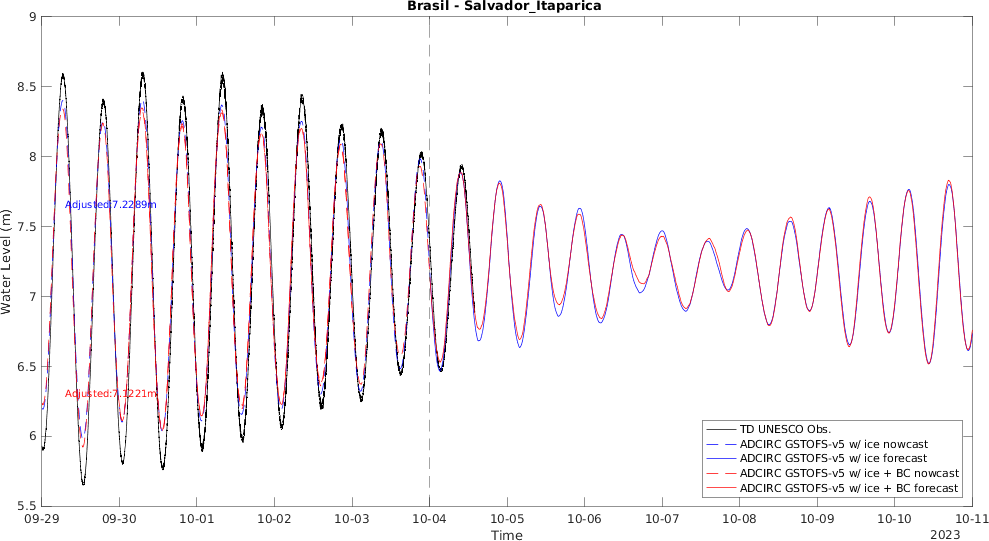 Brasil - Salvador_Itaparica
Water Level (m)
9
8.5
8
7.5
7
6.5
6
5.5
Adjusted:7.2289m
Adjusted:7.1221m
TD UNESCO Obs.
ADCIRC GSTOFS-v5 w/ ice nowcast
ADCIRC GSTOFS-v5 w/ ice forecast
ADCIRC GSTOFS-v5 w/ ice + BC nowcast
ADCIRC GSTOFS-v5 w/ ice + BC forecast
09-29 09-30 10-01 10-02 10-03 10-04 10-05 10-06 10-07 10-08 10-09 10-10 10-11
Time
2023